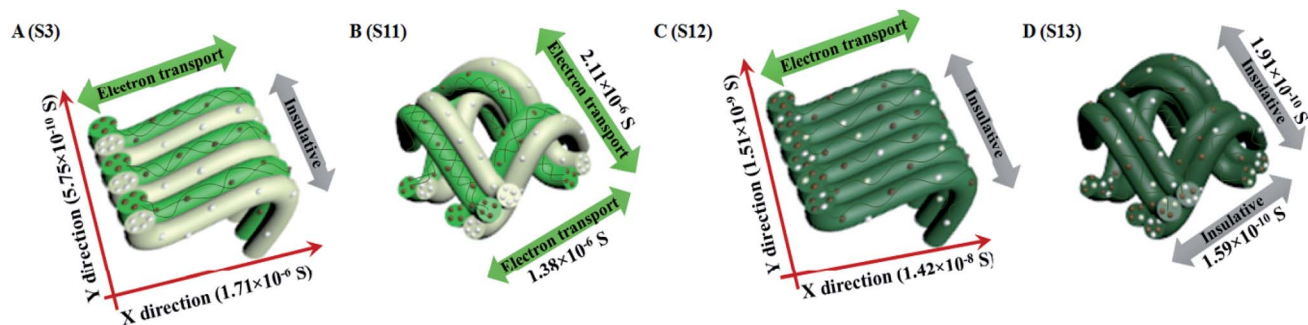 A (S3)
Electron transport
Insulative
Y direction (5.75×10⁻¹⁰ S)
X direction (1.71×10⁻⁶ S)
B (S11)
2.11×10⁻⁶ S
Electron transport
Electron transport
1.38×10⁻⁶ S
C (S12)
Electron transport
Insulative
Y direction (1.51×10⁻⁹ S)
X direction (1.42×10⁻⁸ S)
D (S13)
1.91×10⁻¹⁰ S
Insulative
Insulative
1.59×10⁻¹⁰ S